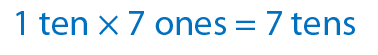 1 ten × 7 ones = 7 tens